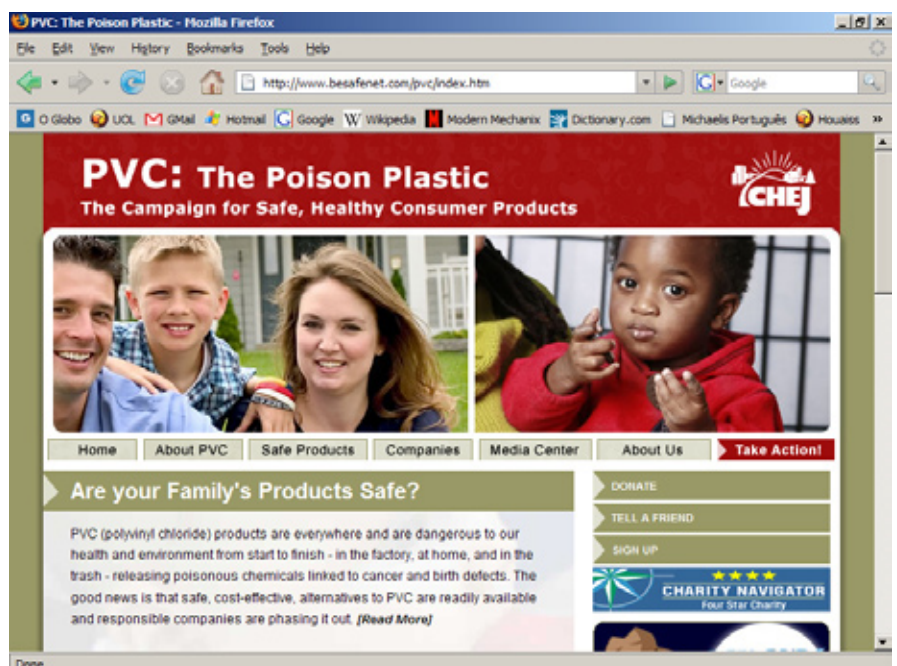 PVC: The Poison Plastic - Mozilla Firefox
File Edit View History Bookmarks Tools Help
http://www.besafenet.com/pvc/index.htm
Google
O Globo UOL GMail Hotmail Google Wikipedia Modern Mechanix Dictionary.com Michaelis Português Houaiss »
PVC: The Poison Plastic
The Campaign for Safe, Healthy Consumer Products
CHEJ
Home About PVC Safe Products Companies Media Center About Us Take Action!
Are your Family's Products Safe?
PVC (polyvinyl chloride) products are everywhere and are dangerous to our
health and environment from start to finish - in the factory, at home, and in the
trash - releasing poisonous chemicals linked to cancer and birth defects. The
good news is that safe, cost-effective, alternatives to PVC are readily available
and responsible companies are phasing it out. [Read More]
DONATE
TELL A FRIEND
SIGN UP
CHARITY NAVIGATOR
Four Star Charity
Done